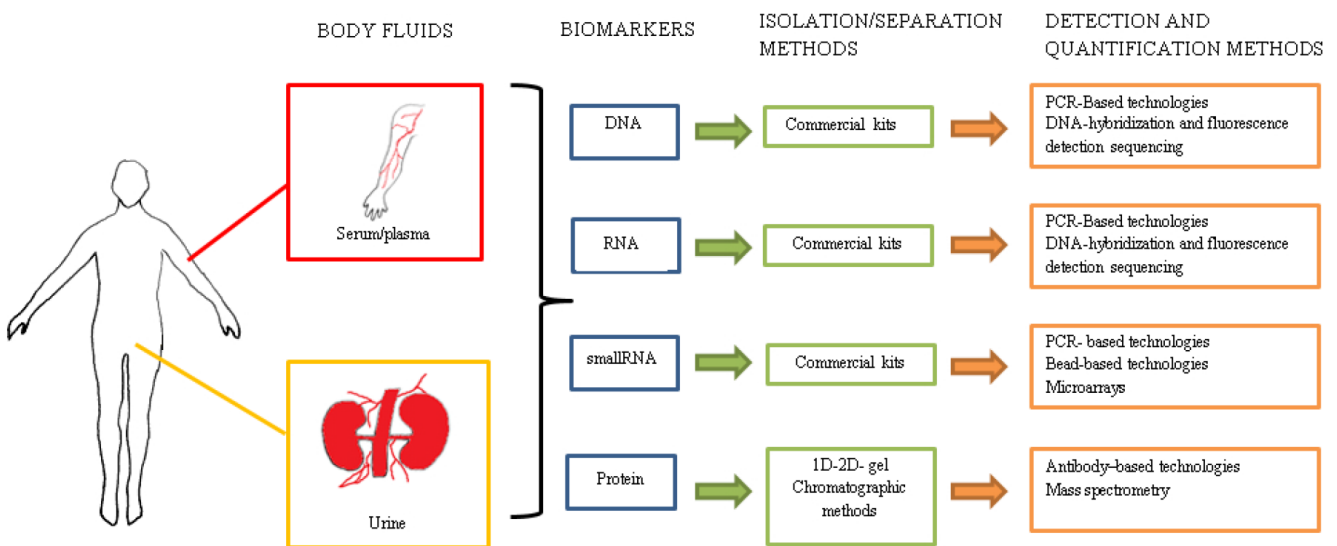 BODY FLUIDS
BIOMARKERS
ISOLATION/SEPARATION
METHODS
DETECTION AND
QUANTIFICATION METHODS
Serum/plasma
Urine
DNA
Commercial kits
PCR-Based technologies
DNA-hybridization and fluorescence
detection sequencing
RNA
Commercial kits
PCR-Based technologies
DNA-hybridization and fluorescence
detection sequencing
smallRNA
Commercial kits
PCR- based technologies
Bead-based technologies
Microarrays
Protein
1D-2D- gel
Chromatographic
methods
Antibody-based technologies
Mass spectrometry